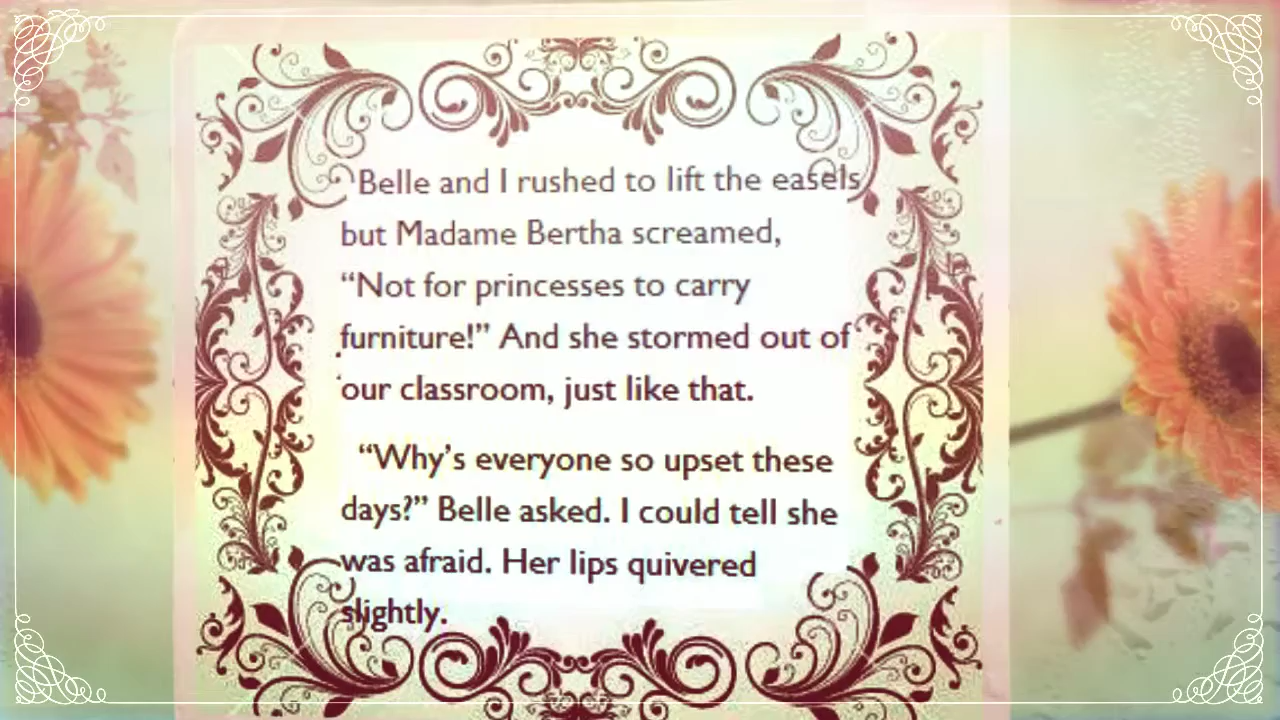 Belle and I rushed to lift the easels
but Madame Bertha screamed,
“Not for princesses to carry
furniture!” And she stormed out of
our classroom, just like that.
“Why’s everyone so upset these
days?” Belle asked. I could tell she
was afraid. Her lips quivered
slightly.